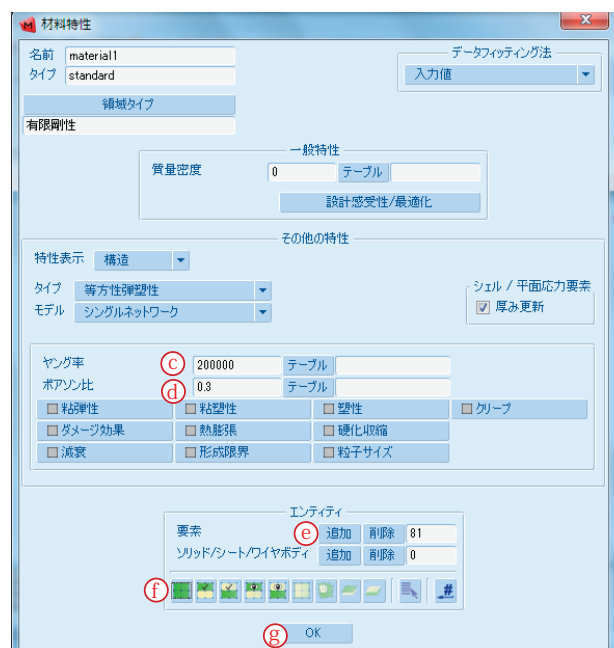 材料特性
名前 material1
データフィッティング法
タイプ standard
入力値
領域タイプ
有限剛性
一般特性
質量密度 0 テーブル
設計感受性/最適化
その他の特性
特性表示 構造
タイプ 等方性弾塑性
シェル / 平面応力要素
モデル シングルネットワーク
厚み更新
ヤング率 c 200000 テーブル
ポアソン比 d 0.3 テーブル
粘弾性 粘塑性 塑性 クリープ
ダメージ効果 熱膨張 硬化収縮
減衰 形成限界 粒子サイズ
エンティティ
要素 e 追加 削除 81
ソリッド/シート/ワイヤボディ 追加 削除 0
f #
g OK